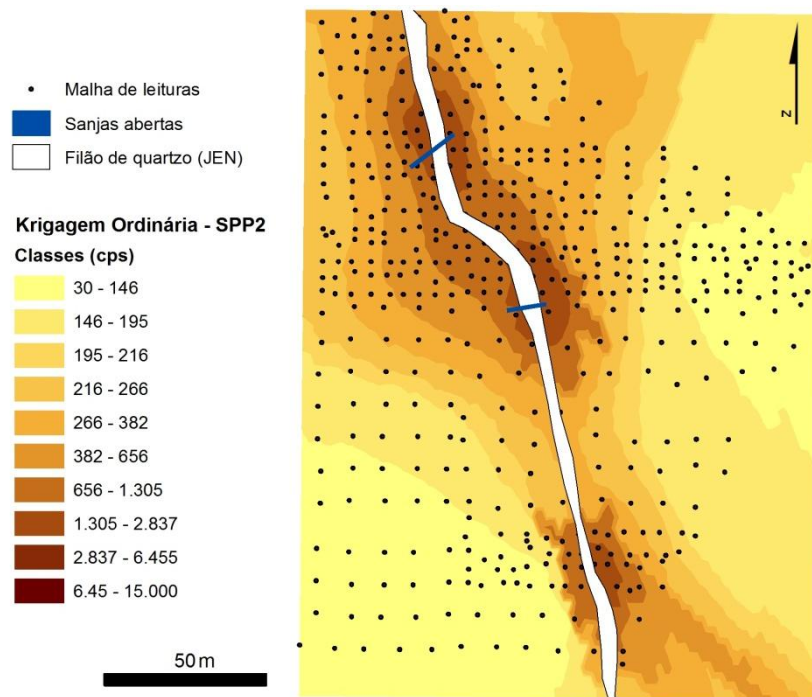 Malha de leituras
Sanjas abertas
Filão de quartzo (JEN)
Krigagem Ordinária - SPP2
Classes (cps)
30 - 146
146 - 195
195 - 216
216 - 266
266 - 382
382 - 656
656 - 1.305
1.305 - 2.837
2.837 - 6.455
6.45 - 15.000
50 m
N